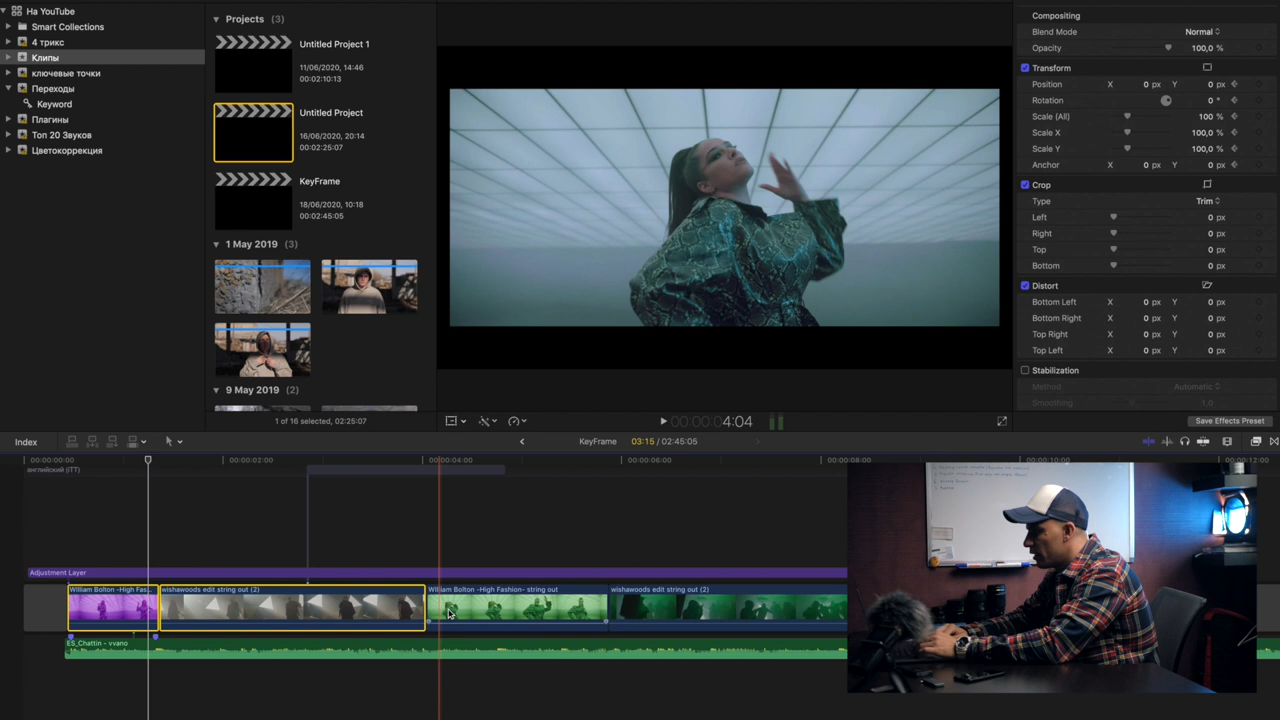 На YouTube
Smart Collections
4 трикс
Клипы
ключевые точки
Переходы
Keyword
Плагины
Топ 20 Звуков
Цветокоррекция
Projects (3)
Untitled Project 1
11/06/2020, 14:46
00:02:10:13
Untitled Project
16/06/2020, 20:14
00:02:25:07
KeyFrame
18/06/2020, 10:18
00:02:45:05
1 May 2019 (3)
9 May 2019 (2)
1 of 16 selected, 02:25:07
00:00:04:04
Compositing
Blend Mode Normal
Opacity 100,0 %
Transform
Position X 0 px Y 0 px
Rotation 0 °
Scale (All) 100 %
Scale X 100,0 %
Scale Y 100,0 %
Anchor X 0 px Y 0 px
Crop
Type Trim
Left 0 px
Right 0 px
Top 0 px
Bottom 0 px
Distort
Bottom Left X 0 px Y 0 px
Bottom Right X 0 px Y 0 px
Top Right X 0 px Y 0 px
Top Left X 0 px Y 0 px
Stabilization
Method Automatic
Smoothing 1,0
Save Effects Preset
Index
KeyFrame 03:15 / 02:45:05
00:00:00:00 00:00:02:00 00:00:04:00 00:00:06:00 00:00:08:00 00:00:10:00 00:00:12:00
английский (iTT)
Adjustment Layer
William Bolton -High Fas... wishawoods edit string out (2) William Bolton -High Fashion- string out wishawoods edit string out (2)
ES_Chattin - vvano